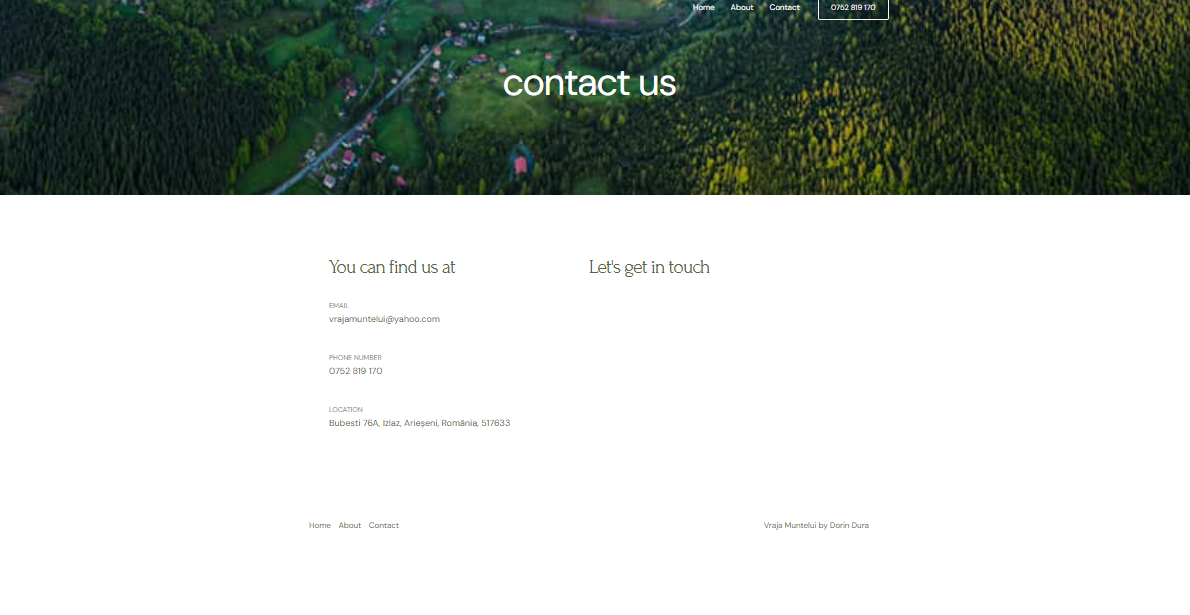 Home About Contact 0752 819 170
contact us
You can find us at
Let's get in touch
EMAIL
vrajamuntelui@yahoo.com
PHONE NUMBER
0752 819 170
LOCATION
Bubesti 76A, Izlaz, Arieșeni, România, 517633
Home About Contact
Vraja Muntelui by Dorin Dura